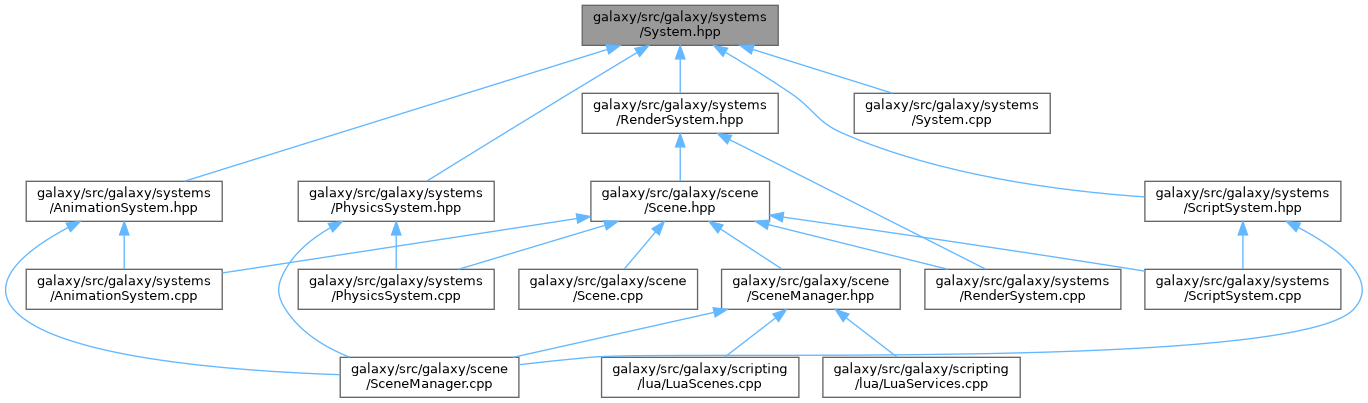 galaxy/src/galaxy/systems
/System.hpp
galaxy/src/galaxy/systems
/RenderSystem.hpp
galaxy/src/galaxy/systems
/System.cpp
galaxy/src/galaxy/systems
/AnimationSystem.hpp
galaxy/src/galaxy/systems
/PhysicsSystem.hpp
galaxy/src/galaxy/scene
/Scene.hpp
galaxy/src/galaxy/systems
/ScriptSystem.hpp
galaxy/src/galaxy/systems
/AnimationSystem.cpp
galaxy/src/galaxy/systems
/PhysicsSystem.cpp
galaxy/src/galaxy/scene
/Scene.cpp
galaxy/src/galaxy/scene
/SceneManager.hpp
galaxy/src/galaxy/systems
/RenderSystem.cpp
galaxy/src/galaxy/systems
/ScriptSystem.cpp
galaxy/src/galaxy/scene
/SceneManager.cpp
galaxy/src/galaxy/scripting
/lua/LuaScenes.cpp
galaxy/src/galaxy/scripting
/lua/LuaServices.cpp